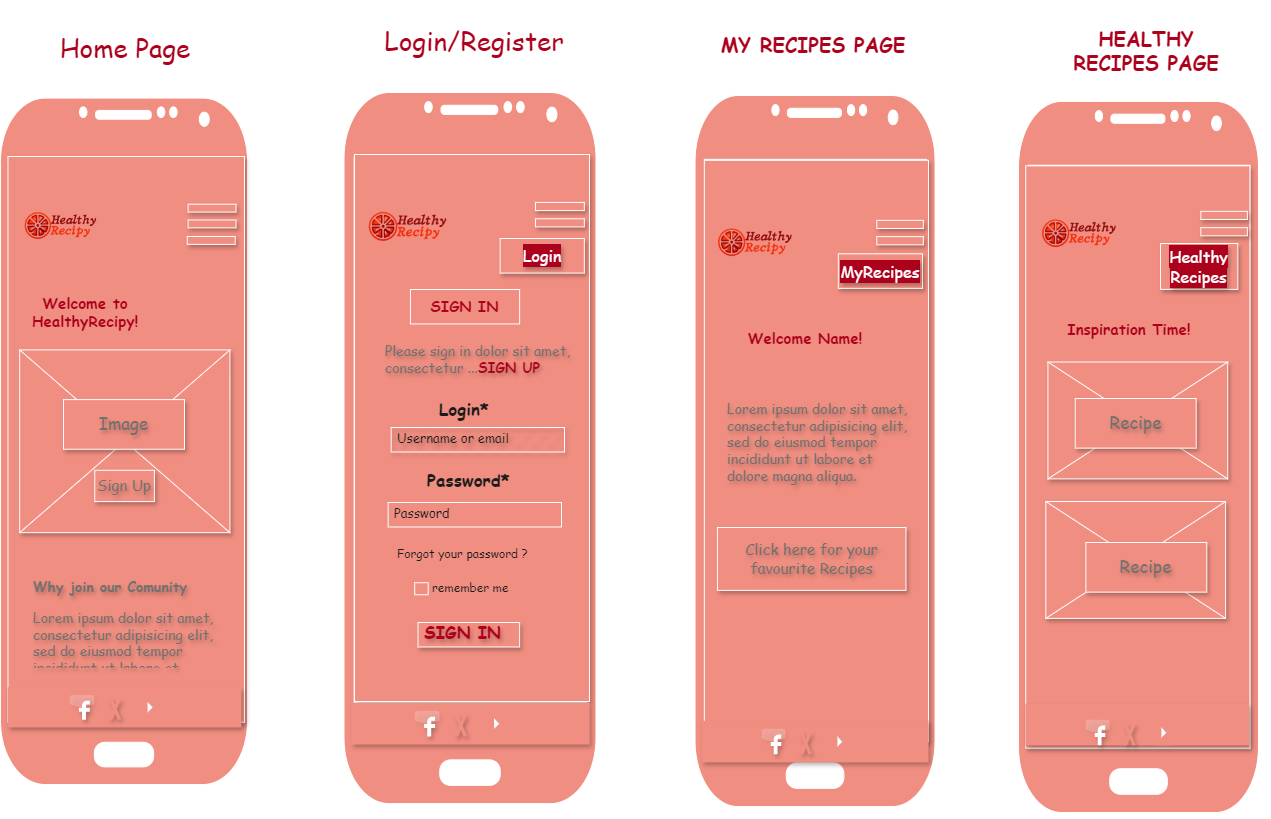 Home Page
Healthy
Recipy
Welcome to
HealthyRecipy!
Image
Sign Up
Why join our Comunity
Lorem ipsum dolor sit amet,
consectetur adipisicing elit,
sed do eiusmod tempor
incididunt ut labore et
f X
Login/Register
Healthy
Recipy
Login
SIGN IN
Please sign in dolor sit amet,
consectetur ...SIGN UP
Login*
Username or email
Password*
Password
Forgot your password ?
remember me
SIGN IN
f X
MY RECIPES PAGE
Healthy
Recipy
MyRecipes
Welcome Name!
Lorem ipsum dolor sit amet,
consectetur adipisicing elit,
sed do eiusmod tempor
incididunt ut labore et
dolore magna aliqua.
Click here for your
favourite Recipes
f X
HEALTHY
RECIPES PAGE
Healthy
Recipy
Healthy
Recipes
Inspiration Time!
Recipe
Recipe
f X